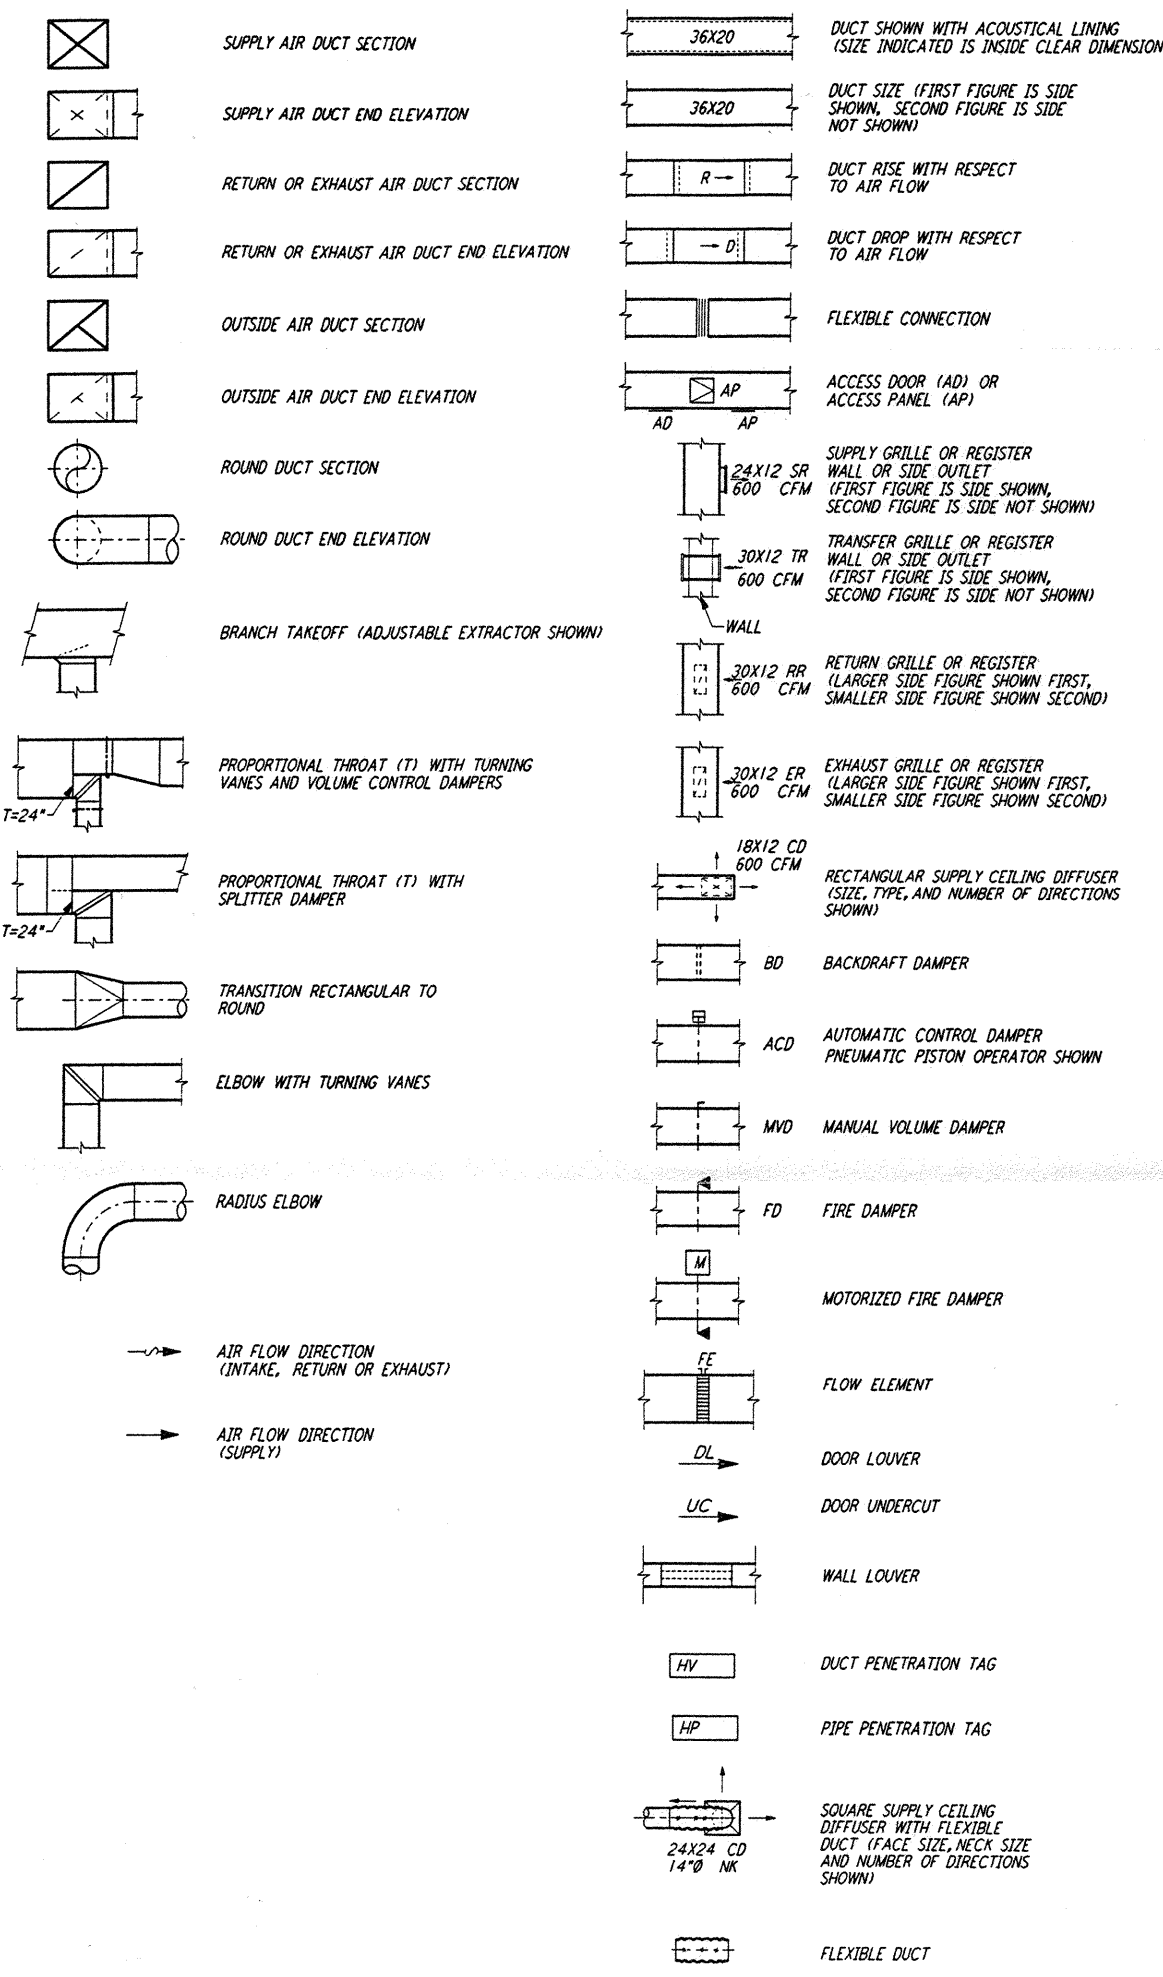 SUPPLY AIR DUCT SECTION
SUPPLY AIR DUCT END ELEVATION
RETURN OR EXHAUST AIR DUCT SECTION
RETURN OR EXHAUST AIR DUCT END ELEVATION
OUTSIDE AIR DUCT SECTION
OUTSIDE AIR DUCT END ELEVATION
ROUND DUCT SECTION
ROUND DUCT END ELEVATION
BRANCH TAKEOFF (ADJUSTABLE EXTRACTOR SHOWN)
PROPORTIONAL THROAT (T) WITH TURNING
VANES AND VOLUME CONTROL DAMPERS
T=24"
PROPORTIONAL THROAT (T) WITH
SPLITTER DAMPER
T=24"
TRANSITION RECTANGULAR TO
ROUND
ELBOW WITH TURNING VANES
RADIUS ELBOW
AIR FLOW DIRECTION
(INTAKE, RETURN OR EXHAUST)
AIR FLOW DIRECTION
(SUPPLY)
36X20
DUCT SHOWN WITH ACOUSTICAL LINING
(SIZE INDICATED IS INSIDE CLEAR DIMENSION
36X20
DUCT SIZE (FIRST FIGURE IS SIDE
SHOWN, SECOND FIGURE IS SIDE
NOT SHOWN)
R
DUCT RISE WITH RESPECT
TO AIR FLOW
D
DUCT DROP WITH RESPECT
TO AIR FLOW
FLEXIBLE CONNECTION
AP
AD AP
ACCESS DOOR (AD) OR
ACCESS PANEL (AP)
24X12 SR
600 CFM
SUPPLY GRILLE OR REGISTER
WALL OR SIDE OUTLET
(FIRST FIGURE IS SIDE SHOWN,
SECOND FIGURE IS SIDE NOT SHOWN)
30X12 TR
600 CFM
WALL
TRANSFER GRILLE OR REGISTER
WALL OR SIDE OUTLET
(FIRST FIGURE IS SIDE SHOWN,
SECOND FIGURE IS SIDE NOT SHOWN)
30X12 RR
600 CFM
RETURN GRILLE OR REGISTER
(LARGER SIDE FIGURE SHOWN FIRST,
SMALLER SIDE FIGURE SHOWN SECOND)
30X12 ER
600 CFM
EXHAUST GRILLE OR REGISTER
(LARGER SIDE FIGURE SHOWN FIRST,
SMALLER SIDE FIGURE SHOWN SECOND)
18X12 CD
600 CFM
RECTANGULAR SUPPLY CEILING DIFFUSER
(SIZE, TYPE, AND NUMBER OF DIRECTIONS
SHOWN)
BD BACKDRAFT DAMPER
ACD AUTOMATIC CONTROL DAMPER
PNEUMATIC PISTON OPERATOR SHOWN
MVD MANUAL VOLUME DAMPER
FD FIRE DAMPER
M
MOTORIZED FIRE DAMPER
FE
FLOW ELEMENT
DL
DOOR LOUVER
UC
DOOR UNDERCUT
WALL LOUVER
HV DUCT PENETRATION TAG
HP PIPE PENETRATION TAG
24X24 CD
14"Ø NK
SQUARE SUPPLY CEILING
DIFFUSER WITH FLEXIBLE
DUCT (FACE SIZE, NECK SIZE
AND NUMBER OF DIRECTIONS
SHOWN)
FLEXIBLE DUCT